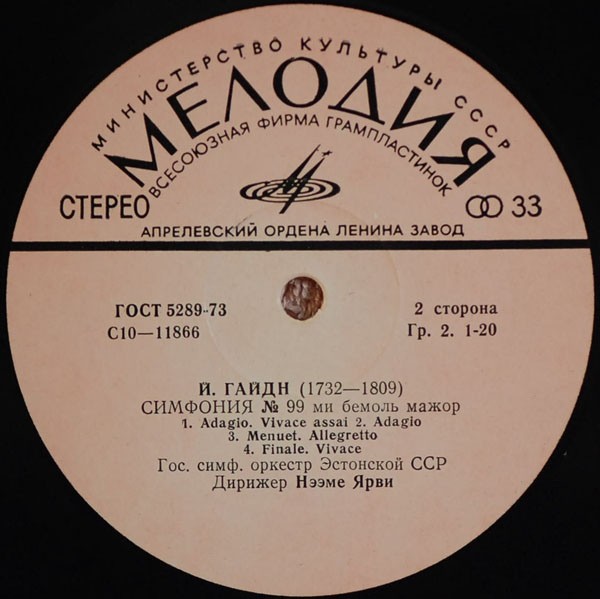 МИНИСТЕРСТВО КУЛЬТУРЫ СССР
МЕЛОДИЯ
ВСЕСОЮЗНАЯ ФИРМА ГРАМПЛАСТИНОК
СТЕРЕО
33
АПРЕЛЕВСКИЙ ОРДЕНА ЛЕНИНА ЗАВОД
ГОСТ 5289-73
2 сторона
С10—11866
Гр. 2. 1-20
Й. ГАЙДН (1732—1809)
СИМФОНИЯ № 99 ми бемоль мажор
1. Adagio. Vivace assai 2. Adagio
3. Menuet. Allegretto
4. Finale. Vivace
Гос. симф. оркестр Эстонской ССР
Дирижер Нээме Ярви